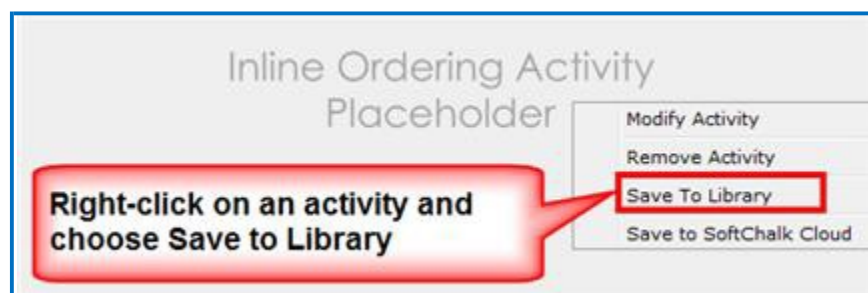 Inline Ordering Activity
Placeholder
Modify Activity
Remove Activity
Save To Library
Save to SoftChalk Cloud
Right-click on an activity and
choose Save to Library